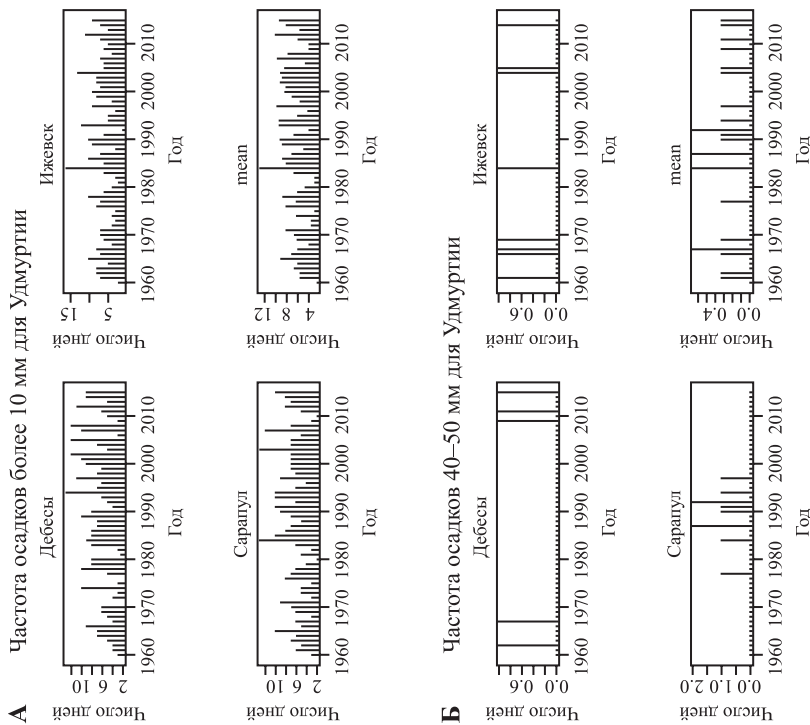 А Частота осадков более 10 мм для Удмуртии
Дебесы
Число дней
2 6 10
1960 1970 1980 1990 2000 2010
Год
Ижевск
Число дней
5 15
1960 1970 1980 1990 2000 2010
Год
Сарапул
Число дней
2 6 10
1960 1970 1980 1990 2000 2010
Год
mean
Число дней
4 8 12
1960 1970 1980 1990 2000 2010
Год
Б Частота осадков 40–50 мм для Удмуртии
Дебесы
Число дней
0.0 0.6
1960 1970 1980 1990 2000 2010
Год
Ижевск
Число дней
0.0 0.6
1960 1970 1980 1990 2000 2010
Год
Сарапул
Число дней
0.0 1.0 2.0
1960 1970 1980 1990 2000 2010
Год
mean
Число дней
0.0 0.4
1960 1970 1980 1990 2000 2010
Год